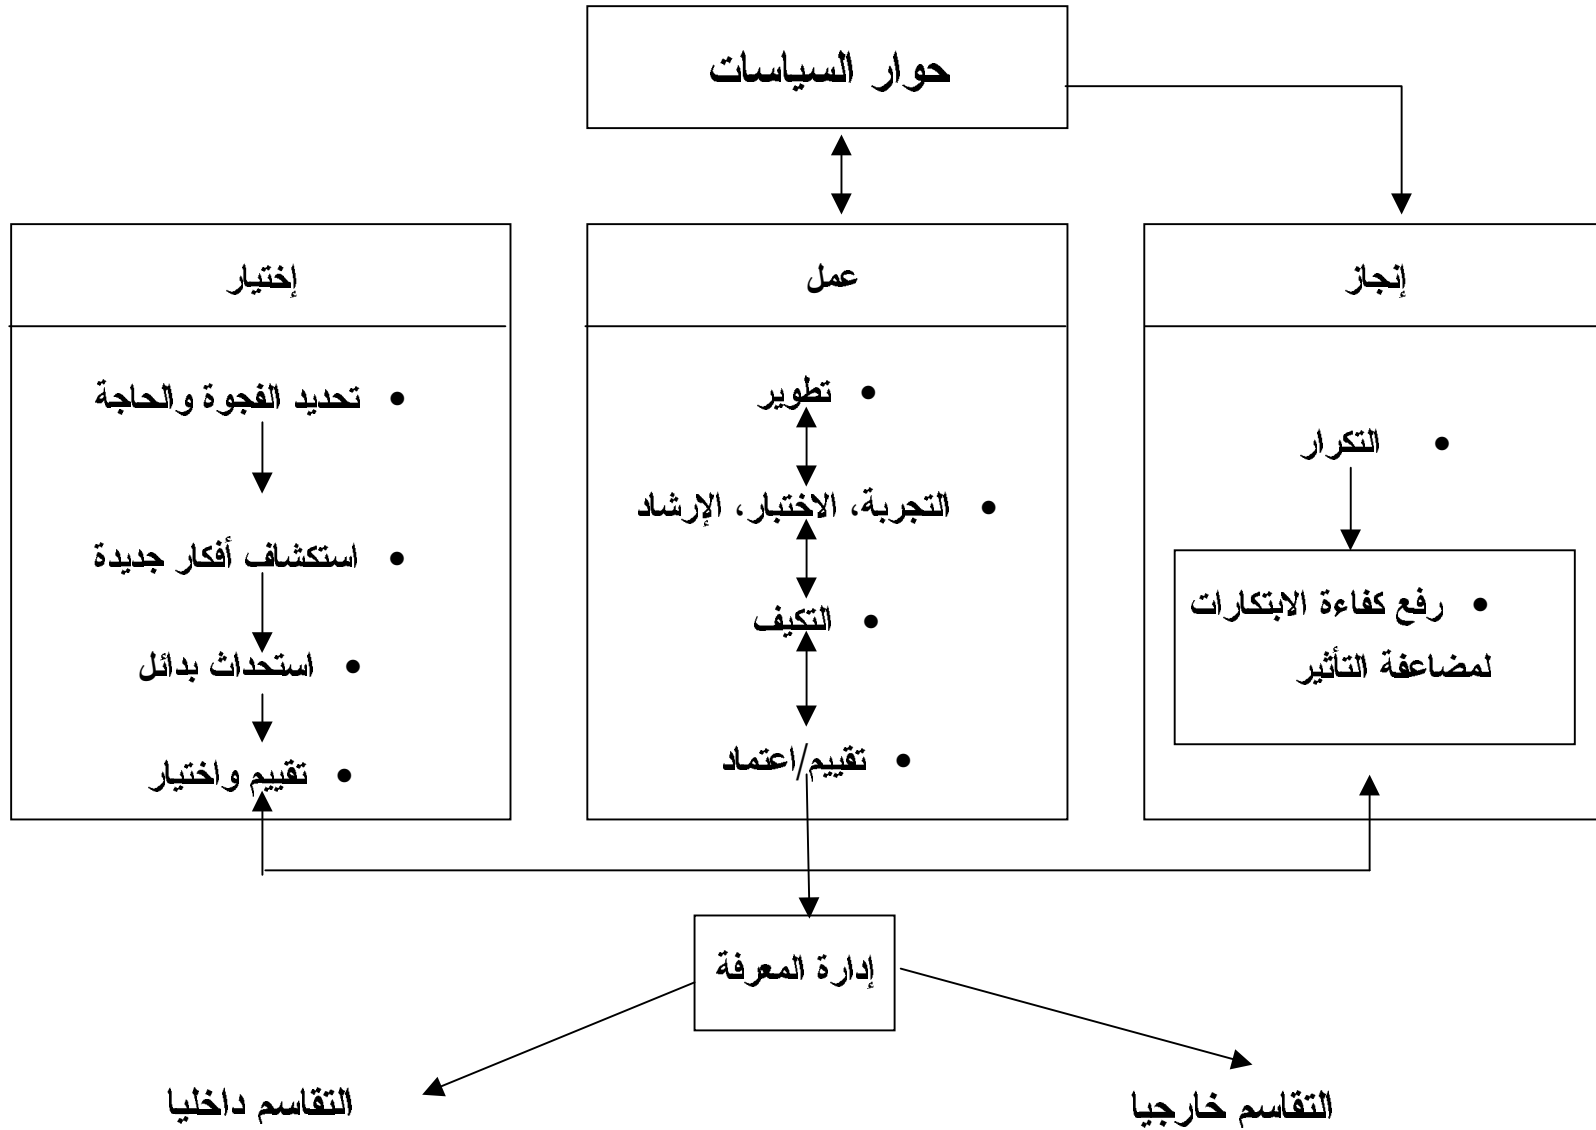 حوار السياسات
إنجاز
• التكرار
• رفع كفاءة الابتكارات
لمضاعفة التأثير
عمل
• تطوير
• التجربة، الاختبار، الإرشاد
• التكيف
• تقييم/اعتماد
إختيار
• تحديد الفجوة والحاجة
• استكشاف أفكار جديدة
• استحداث بدائل
• تقييم واختيار
إدارة المعرفة
التقاسم خارجيا
التقاسم داخليا